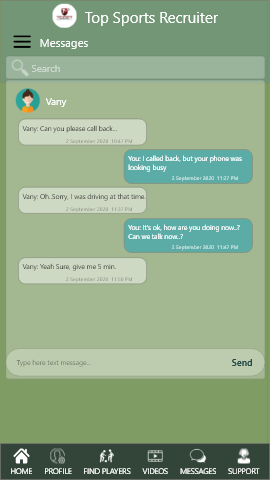 Top Sports Recruiter
Messages
Search
Vany
Vany: Can you please call back...
2 September 2020 10:47 PM
You: I called back, but your phone was
looking busy
2 September 2020 11:27 PM
Vany: Oh..Sorry, I was driving at that time.
2 September 2020 11:37 PM
You: It's ok, how are you doing now..?
Can we talk now..?
2 September 2020 11:47 PM
Vany: Yeah Sure, give me 5 min.
2 September 2020 11:50 PM
Type here text message...
Send
HOME PROFILE FIND PLAYERS VIDEOS MESSAGES SUPPORT